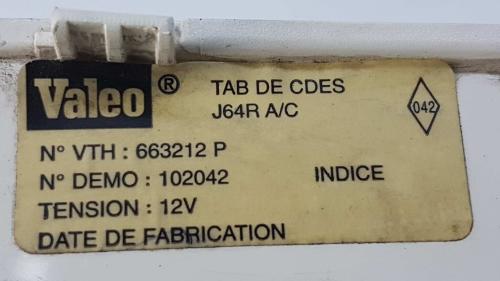 Valeo ® TAB DE CDES
J64R A/C
042
N° VTH : 663212 P
N° DEMO : 102042 INDICE
TENSION : 12V
DATE DE FABRICATION